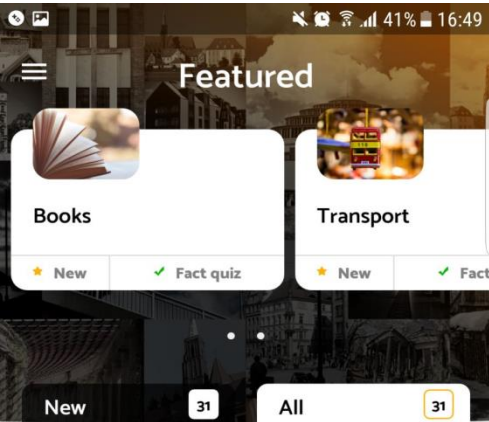 41% 16:49
Featured
Books
Transport
New
Fact quiz
New
Fact
New
31
All
31